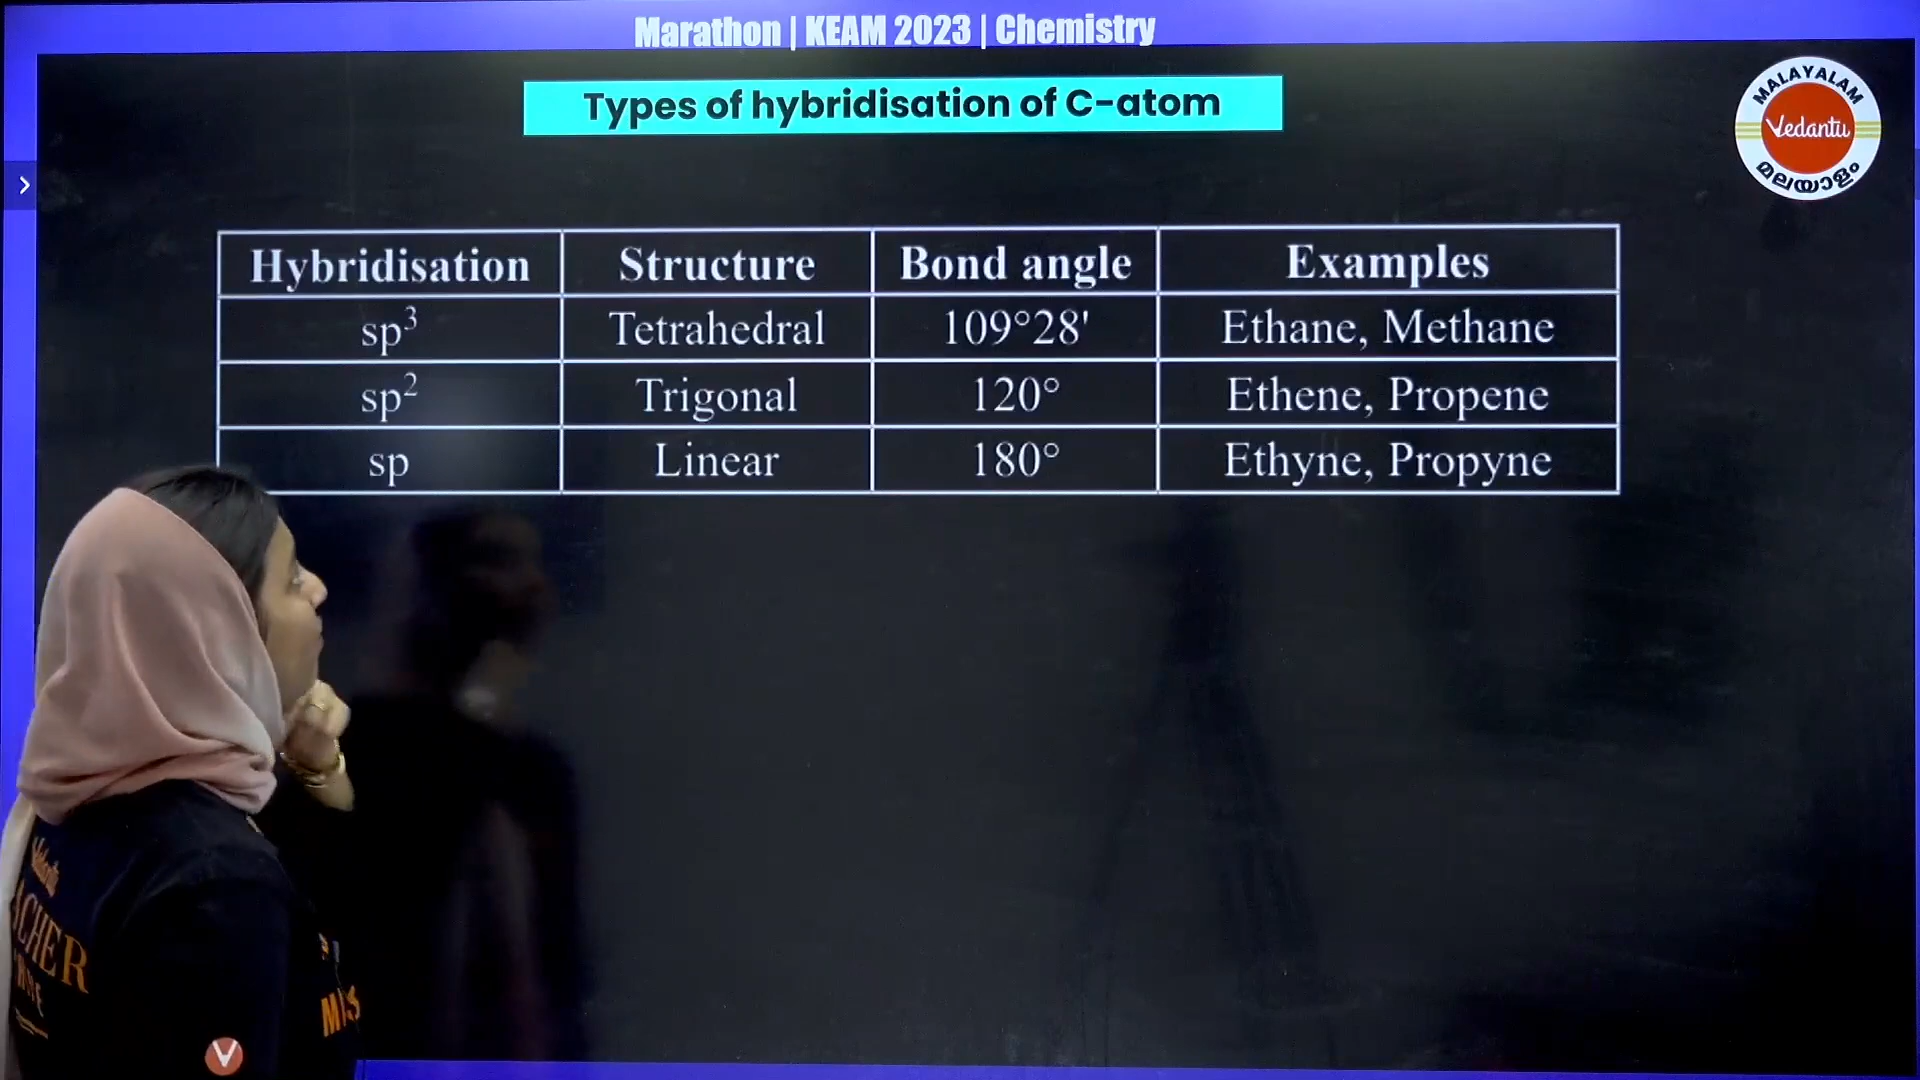 Marathon | KEAM 2023 | Chemistry
Types of hybridisation of C-atom
MALAYALAM
Vedantu
മലയാളം
Hybridisation Structure Bond angle Examples
sp³ Tetrahedral 109°28' Ethane, Methane
sp² Trigonal 120° Ethene, Propene
sp Linear 180° Ethyne, Propyne
V